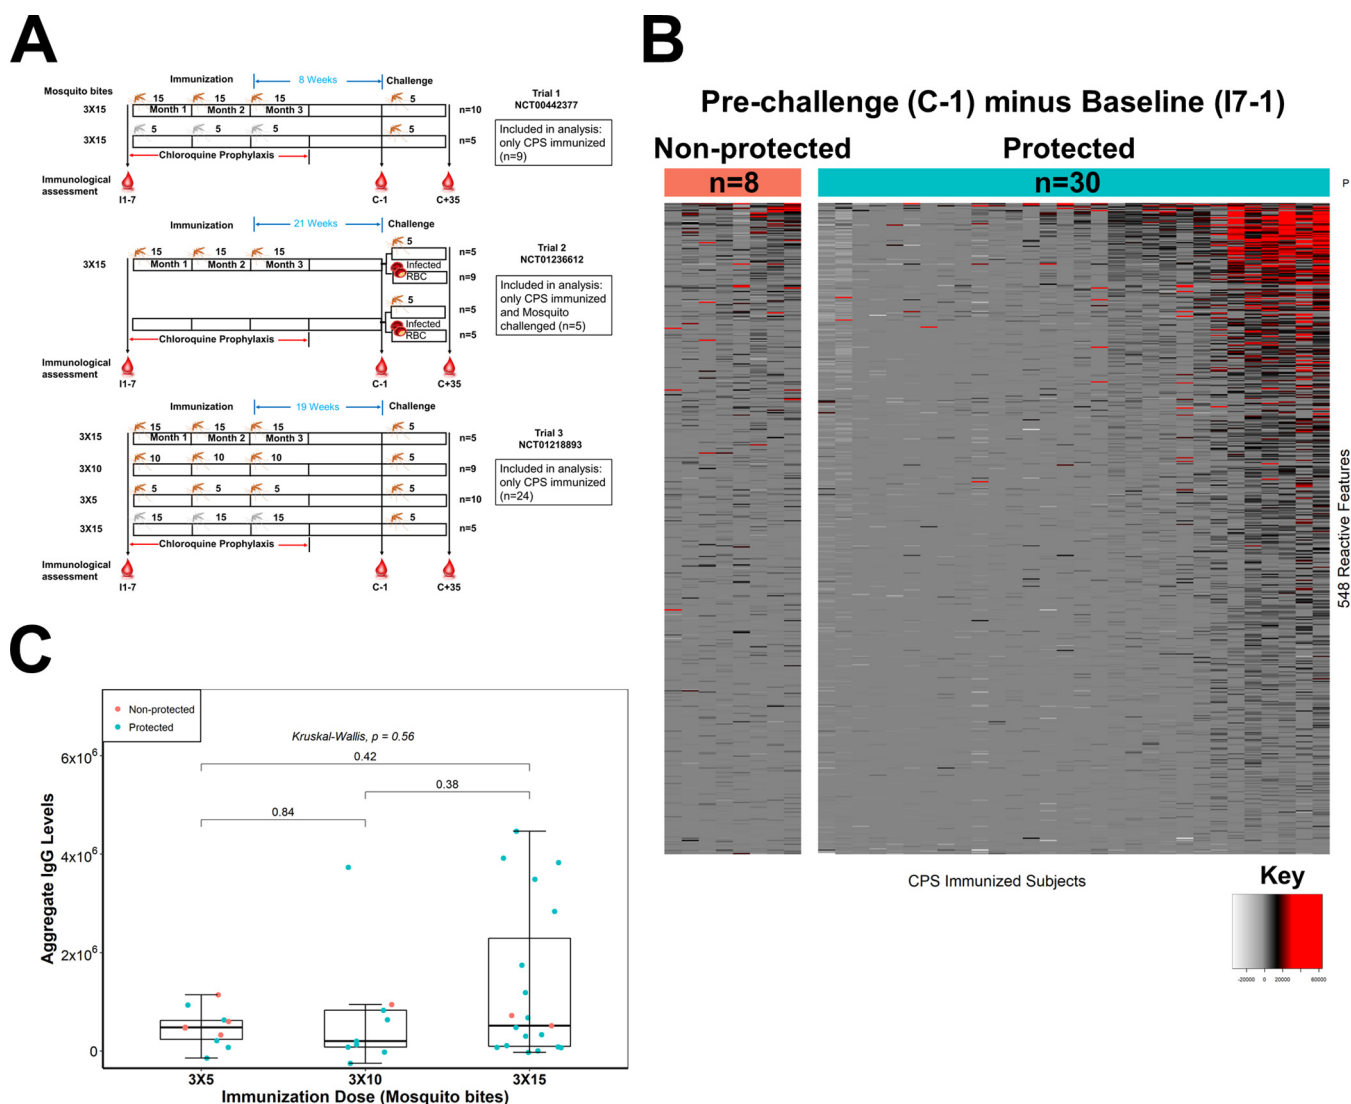 A
Immunization
8 Weeks
Challenge
Mosquito bites
15 15 15 5
3X15 Month 1 Month 2 Month 3 n=10
5 5 5 5
3X15 n=5
Chloroquine Prophylaxis
Immunological
assessment
I1-7 C-1 C+35
Trial 1
NCT00442377
Included in analysis:
only CPS immunized
(n=9)
Immunization
21 Weeks
Challenge
15 15 15 5
3X15 Month 1 Month 2 Month 3 n=5
Infected
RBC n=9
5
n=5
Infected
RBC n=5
Chloroquine Prophylaxis
Immunological
assessment
I1-7 C-1 C+35
Trial 2
NCT01236612
Included in analysis:
only CPS immunized
and Mosquito
challenged (n=5)
Immunization
19 Weeks
Challenge
15 15 15 5
3X15 Month 1 Month 2 Month 3 n=5
10 10 10 5
3X10 n=9
5 5 5 5
3X5 n=10
15 15 15 5
3X15 n=5
Chloroquine Prophylaxis
Immunological
assessment
I1-7 C-1 C+35
Trial 3
NCT01218893
Included in analysis:
only CPS immunized
(n=24)
B
Pre-challenge (C-1) minus Baseline (I7-1)
Non-protected Protected
n=8 n=30
P
548 Reactive Features
CPS Immunized Subjects
Key
-20000 0 20000 60000
C
Non-protected
Protected
Kruskal-Wallis, p = 0.56
0.42
0.38
0.84
Aggregate IgG Levels
6x10⁶
4x10⁶
2x10⁶
0
3X5 3X10 3X15
Immunization Dose (Mosquito bites)